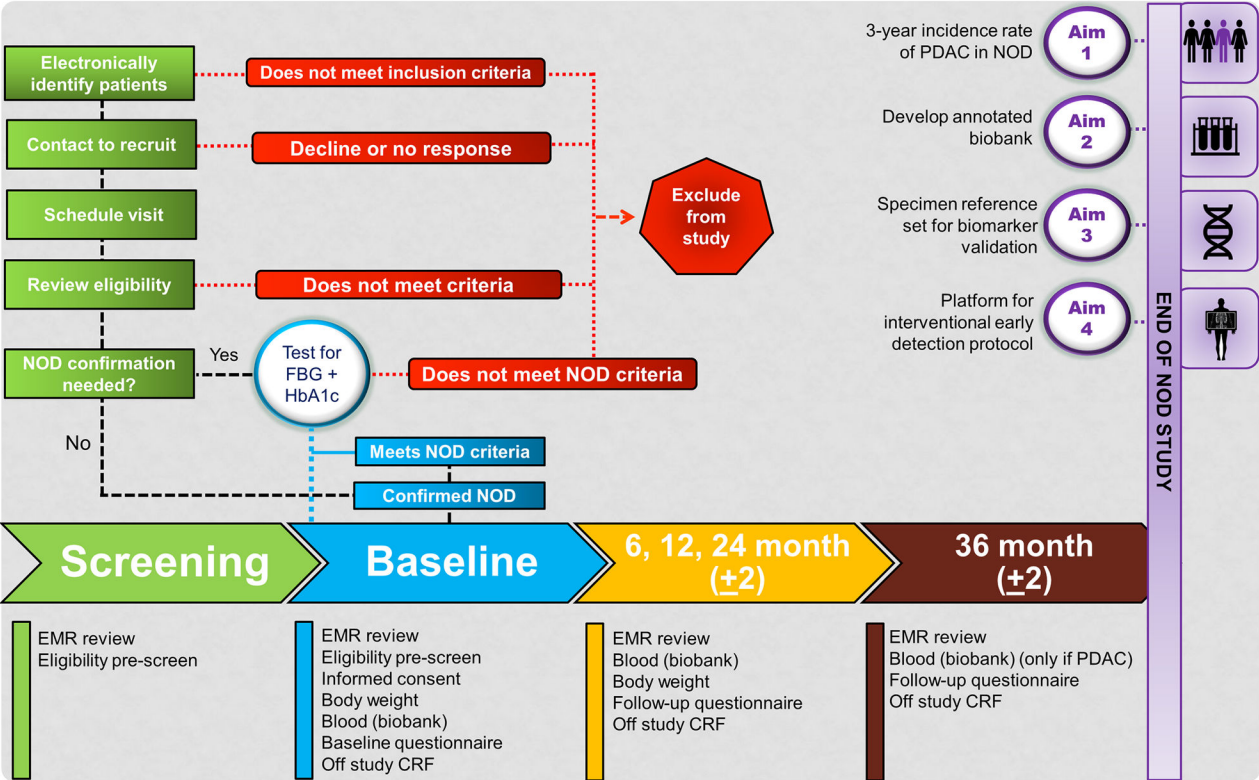 Electronically
identify patients
Does not meet inclusion criteria
Contact to recruit
Decline or no response
Schedule visit
Exclude
from
study
Review eligibility
Does not meet criteria
NOD confirmation
needed?
Yes
Test for
FBG +
HbA1c
Does not meet NOD criteria
No
Meets NOD criteria
Confirmed NOD
3-year incidence rate
of PDAC in NOD
Aim
1
Develop annotated
biobank
Aim
2
Specimen reference
set for biomarker
validation
Aim
3
Platform for
interventional early
detection protocol
Aim
4
END OF NOD STUDY
Screening
Baseline
6, 12, 24 month
(±2)
36 month
(±2)
EMR review
Eligibility pre-screen
EMR review
Eligibility pre-screen
Informed consent
Body weight
Blood (biobank)
Baseline questionnaire
Off study CRF
EMR review
Blood (biobank)
Body weight
Follow-up questionnaire
Off study CRF
EMR review
Blood (biobank) (only if PDAC)
Follow-up questionnaire
Off study CRF